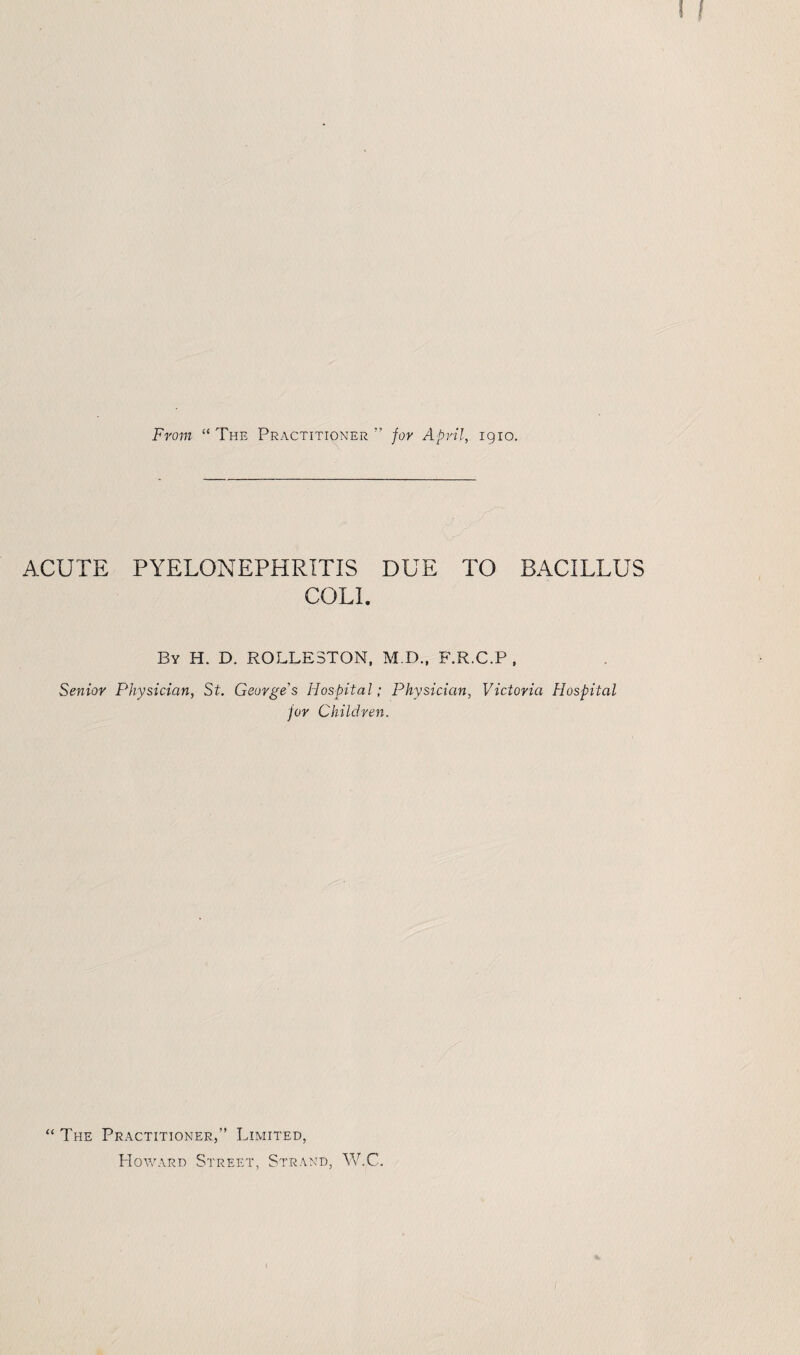 From “The Practitioner” for April, 1910.
ACUTE PYELONEPHRITIS DUE TO BACILLUS
COLI.
By H. D. ROLLESTON, M.D., F.R.C.P,
Senior Physician, St. George's Hospital; Physician, Victoria Hospital
for Children.
“The Practitioner,” Limited,
Howard Street, Strand, W.C.